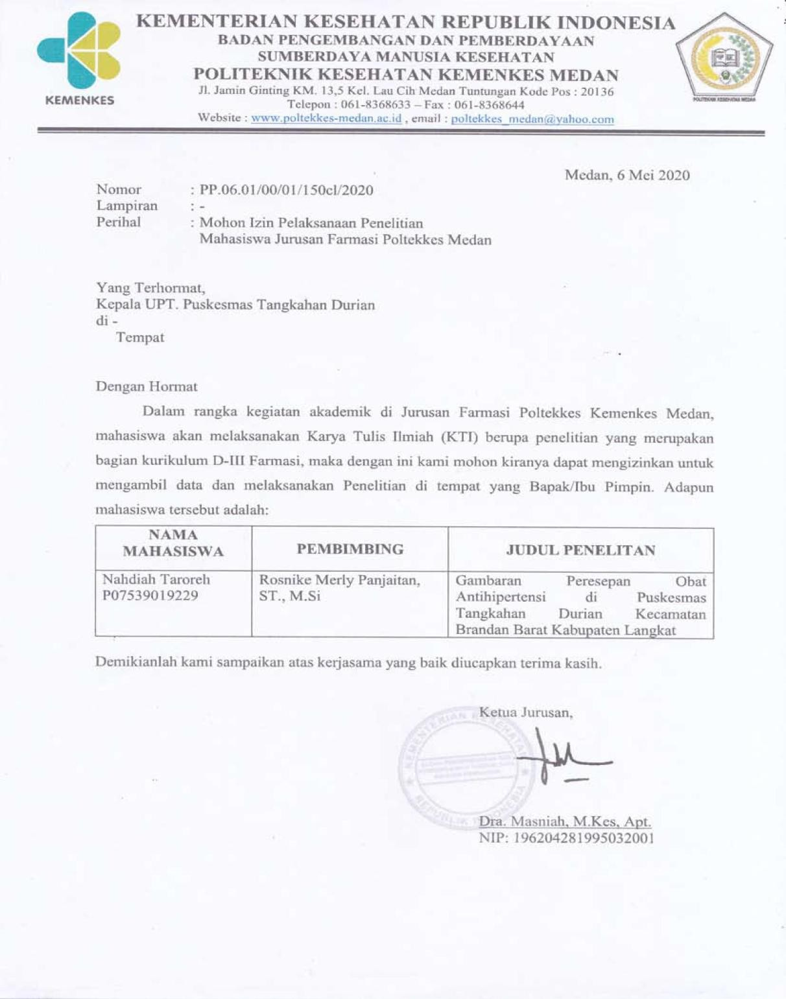 KEMENTERIAN KESEHATAN REPUBLIK INDONESIA
BADAN PENGEMBANGAN DAN PEMBERDAYAAN
SUMBERDAYA MANUSIA KESEHATAN
POLITEKNIK KESEHATAN KEMENKES MEDAN
Jl. Jamin Ginting KM. 13,5 Kel. Lau Cih Medan Tuntungan Kode Pos : 20136
Telepon : 061-8368633 – Fax : 061-8368644
Website : www.poltekkes-medan.ac.id , email : poltekkes_medan@yahoo.com
KEMENKES
POLITEKNIK KESEHATAN MEDAN
Medan, 6 Mei 2020
Nomor : PP.06.01/00/01/150cl/2020
Lampiran : -
Perihal : Mohon Izin Pelaksanaan Penelitian
Mahasiswa Jurusan Farmasi Poltekkes Medan
Yang Terhormat,
Kepala UPT. Puskesmas Tangkahan Durian
di -
Tempat
Dengan Hormat
Dalam rangka kegiatan akademik di Jurusan Farmasi Poltekkes Kemenkes Medan,
mahasiswa akan melaksanakan Karya Tulis Ilmiah (KTI) berupa penelitian yang merupakan
bagian kurikulum D-III Farmasi, maka dengan ini kami mohon kiranya dapat mengizinkan untuk
mengambil data dan melaksanakan Penelitian di tempat yang Bapak/Ibu Pimpin. Adapun
mahasiswa tersebut adalah:
NAMA
MAHASISWA
PEMBIMBING
JUDUL PENELITAN
Nahdiah Taroreh
P07539019229
Rosnike Merly Panjaitan,
ST., M.Si
Gambaran Peresepan Obat
Antihipertensi di Puskesmas
Tangkahan Durian Kecamatan
Brandan Barat Kabupaten Langkat
Demikianlah kami sampaikan atas kerjasama yang baik diucapkan terima kasih.
Ketua Jurusan,
KEMENTERIAN KESEHATAN
REPUBLIK INDONESIA
Dra. Masniah, M.Kes, Apt.
NIP: 196204281995032001